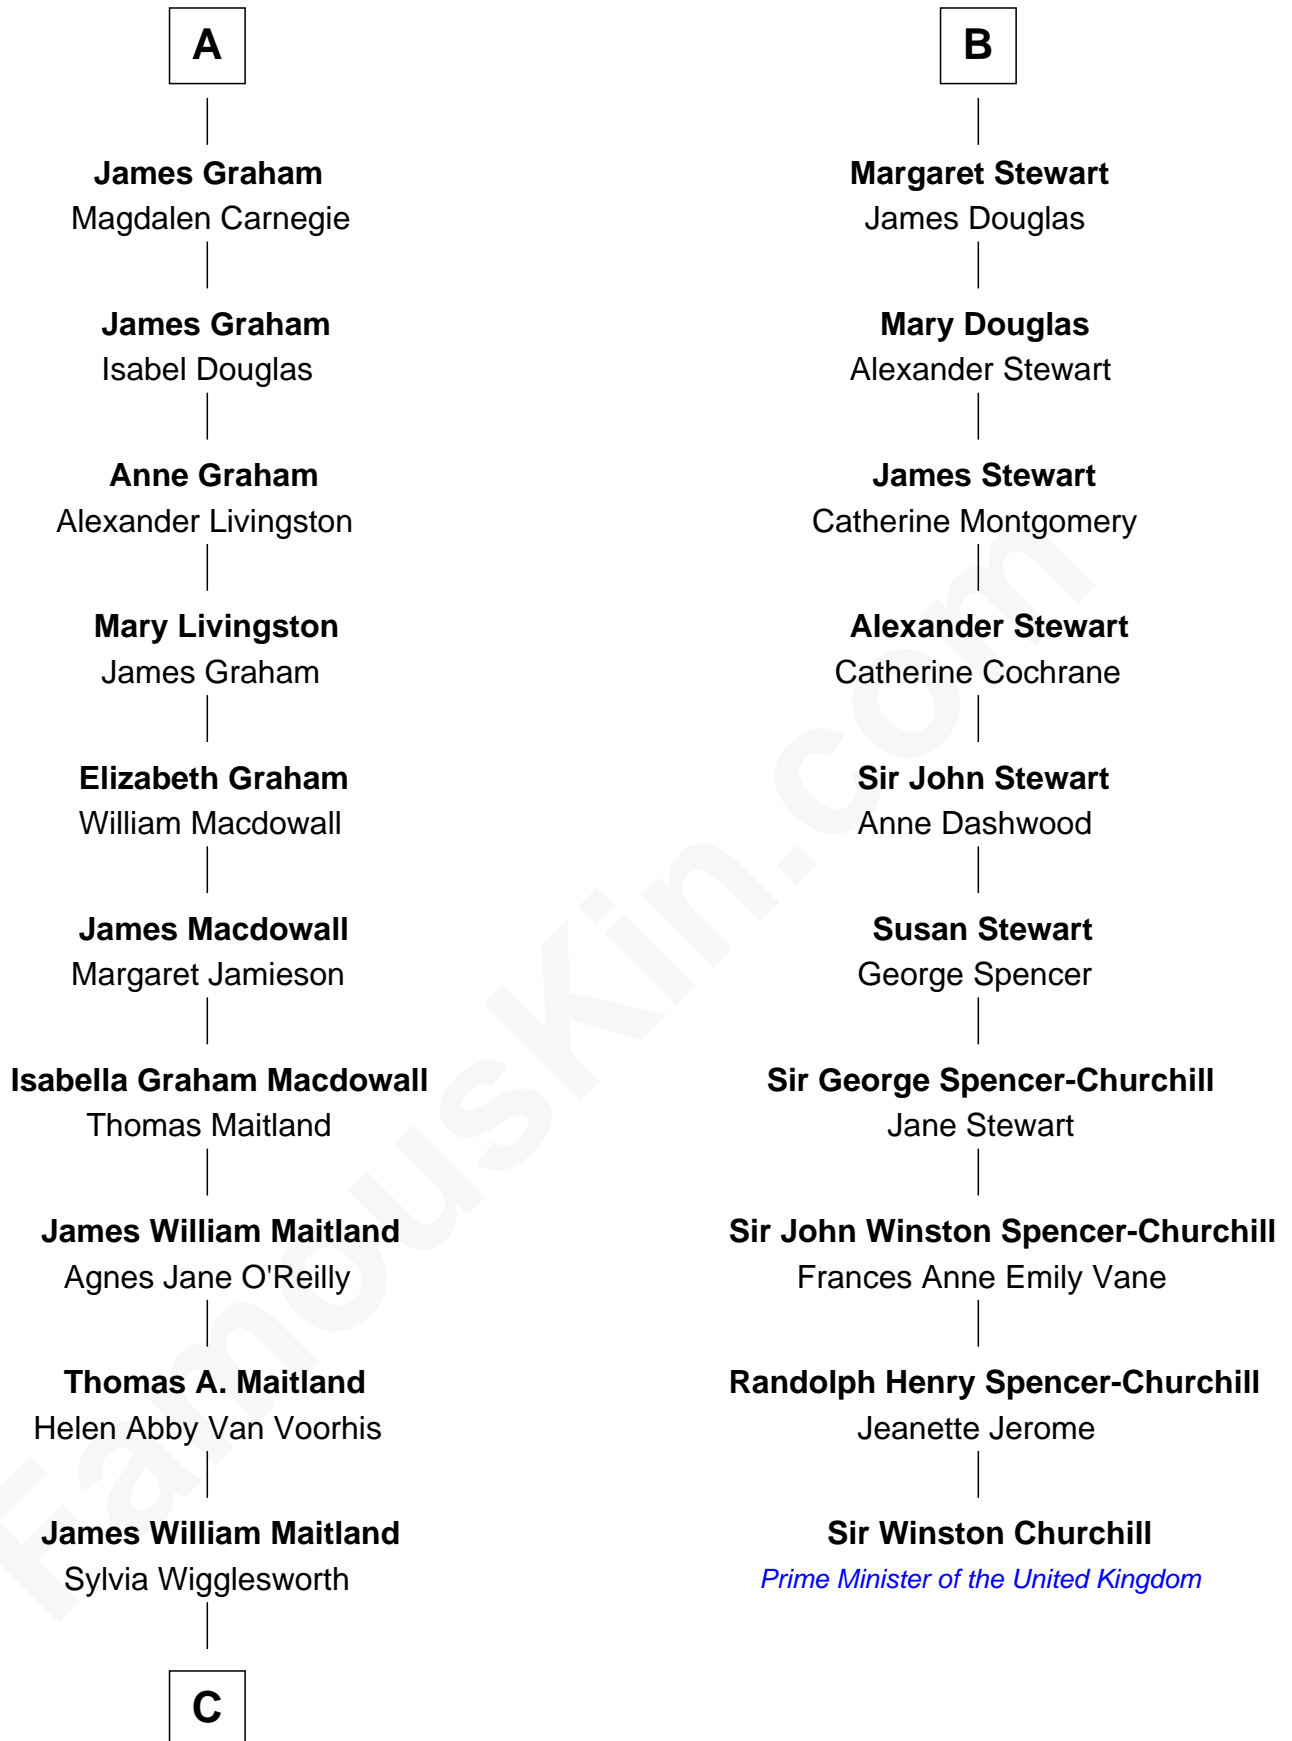 A
James Graham
Magdalen Carnegie
James Graham
Isabel Douglas
Anne Graham
Alexander Livingston
Mary Livingston
James Graham
Elizabeth Graham
William Macdowall
James Macdowall
Margaret Jamieson
Isabella Graham Macdowall
Thomas Maitland
James William Maitland
Agnes Jane O'Reilly
Thomas A. Maitland
Helen Abby Van Voorhis
James William Maitland
Sylvia Wigglesworth
C
B
Margaret Stewart
James Douglas
Mary Douglas
Alexander Stewart
James Stewart
Catherine Montgomery
Alexander Stewart
Catherine Cochrane
Sir John Stewart
Anne Dashwood
Susan Stewart
George Spencer
Sir George Spencer-Churchill
Jane Stewart
Sir John Winston Spencer-Churchill
Frances Anne Emily Vane
Randolph Henry Spencer-Churchill
Jeanette Jerome
Sir Winston Churchill
Prime Minister of the United Kingdom
FamousKin.com